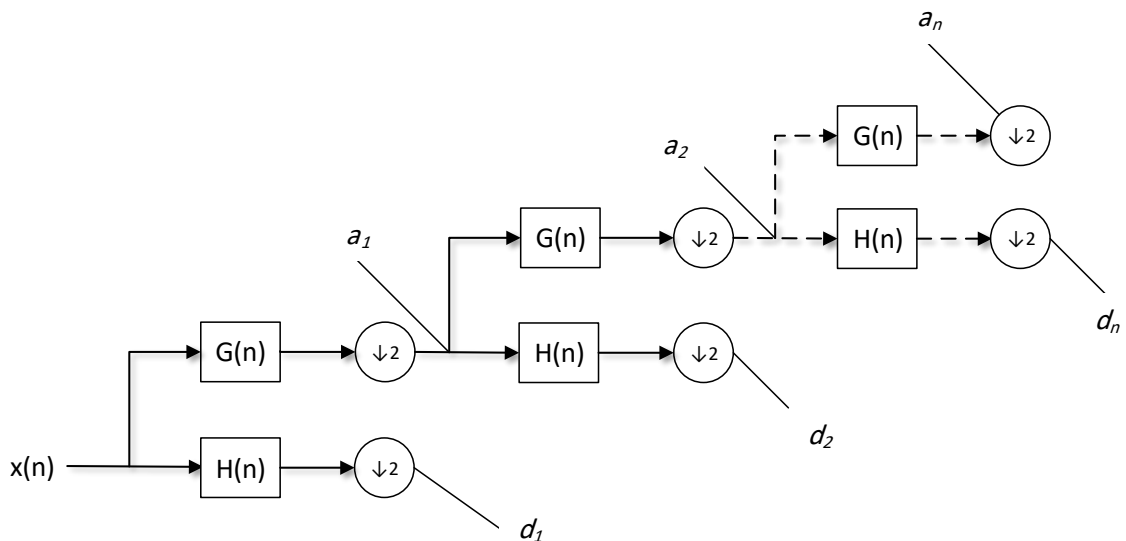 aₙ
G(n) ↓2
a₂
G(n) ↓2 H(n) ↓2
a₁
dₙ
G(n) ↓2 H(n) ↓2
d₂
x(n) H(n) ↓2
d₁